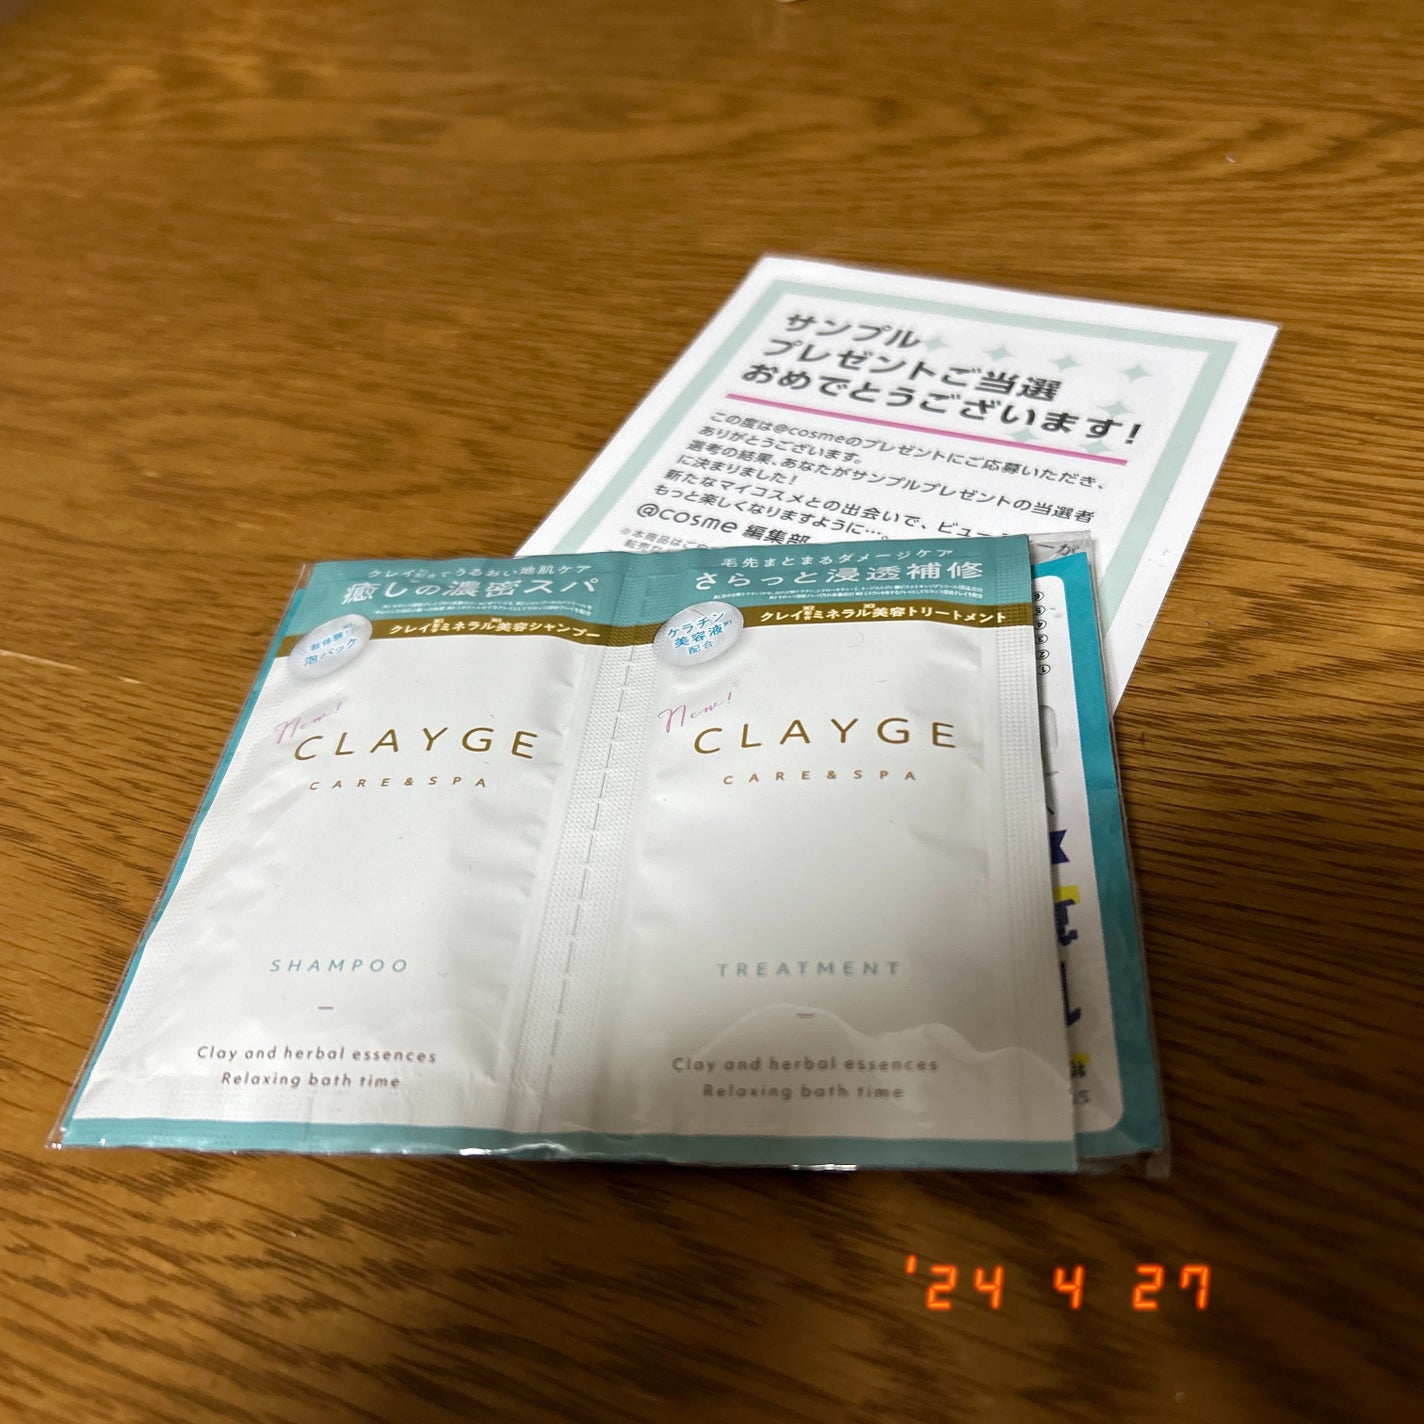 サンプル
プレゼントご当選
おめでとうございます!
この度は@cosmeのプレゼントにご応募いただき、
ありがとうございます。
選考の結果、あなたがサンプルプレゼントの当選者
に決まりました!
新たなマイコスメとの出会いで、ビュー
もっと楽しくなりますように…。
@cosme 編集部
クレイ配合でうるおい地肌ケア
癒しの濃密スパ
クレイ配合ミネラル美容シャンプー
新体験!
泡パック
New!
CLAYGE
CARE&SPA
SHAMPOO
Clay and herbal essences
Relaxing bath time
毛先まとまるダメージケア
さらっと浸透補修
クレイ配合ミネラル美容トリートメント
ケラチン
美容液
配合
New!
CLAYGE
CARE&SPA
TREATMENT
Clay and herbal essences
Relaxing bath time
'24 4 27